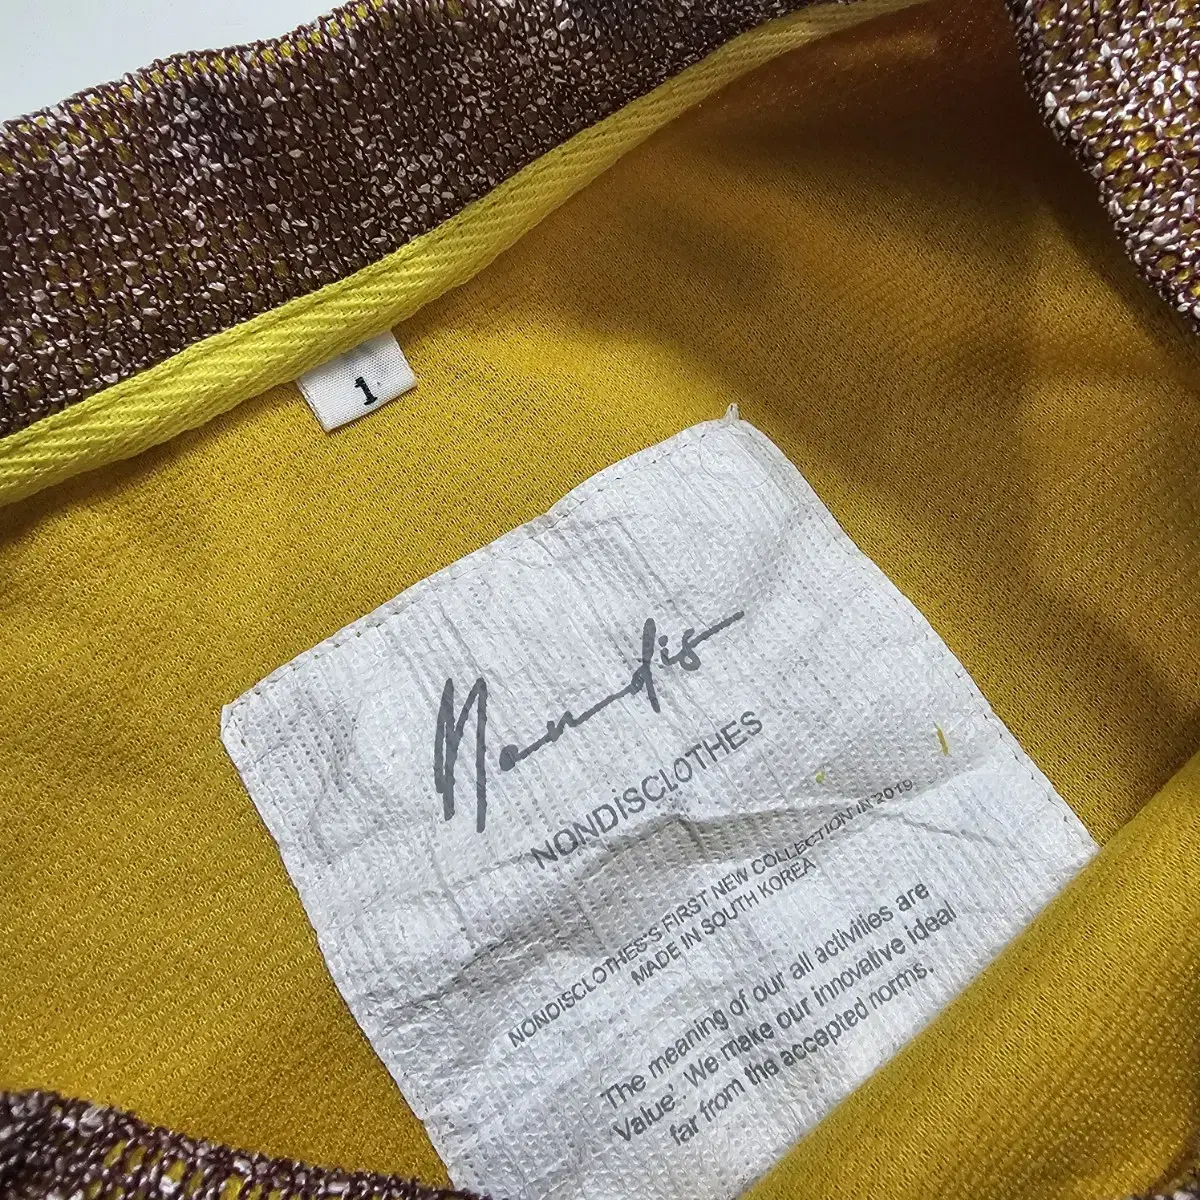 1
Nondis
NONDISCLOTHES
NONDISCLOTHES'S FIRST NEW COLLECTION IN 2019
MADE IN SOUTH KOREA
The meaning of our all activities are
Value'. We make our innovative ideal
far from the accepted norms.